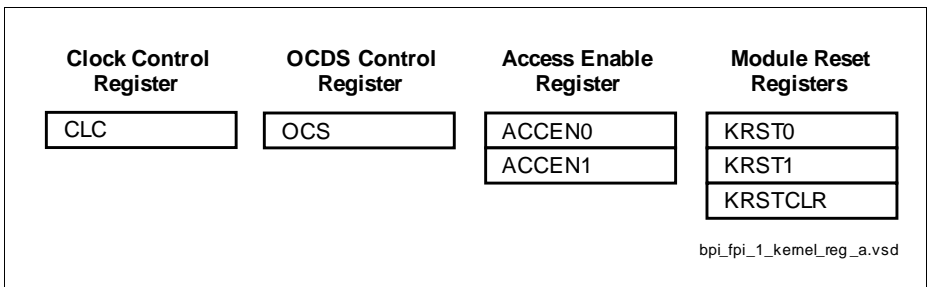 Clock Control
Register
OCDS Control
Register
Access Enable
Register
Module Reset
Registers
CLC
OCS
ACCEN0
ACCEN1
KRST0
KRST1
KRSTCLR
bpi_fpi_1_kernel_reg_a.vsd